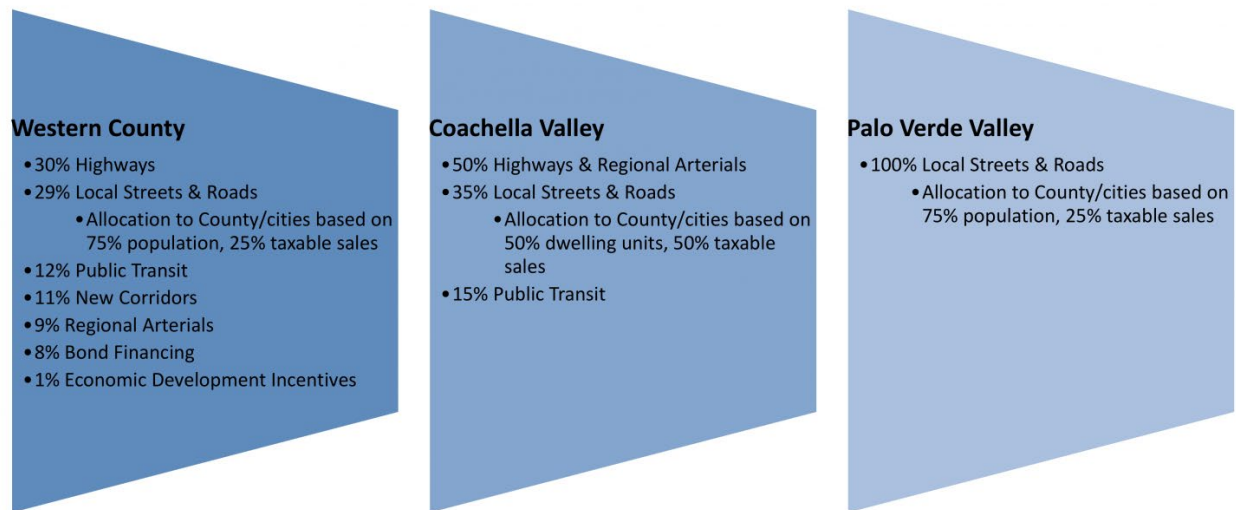 Western County
•30% Highways
•29% Local Streets & Roads
•Allocation to County/cities based on
75% population, 25% taxable sales
•12% Public Transit
•11% New Corridors
•9% Regional Arterials
•8% Bond Financing
•1% Economic Development Incentives
Coachella Valley
•50% Highways & Regional Arterials
•35% Local Streets & Roads
•Allocation to County/cities based on
50% dwelling units, 50% taxable
sales
•15% Public Transit
Palo Verde Valley
•100% Local Streets & Roads
•Allocation to County/cities based on
75% population, 25% taxable sales